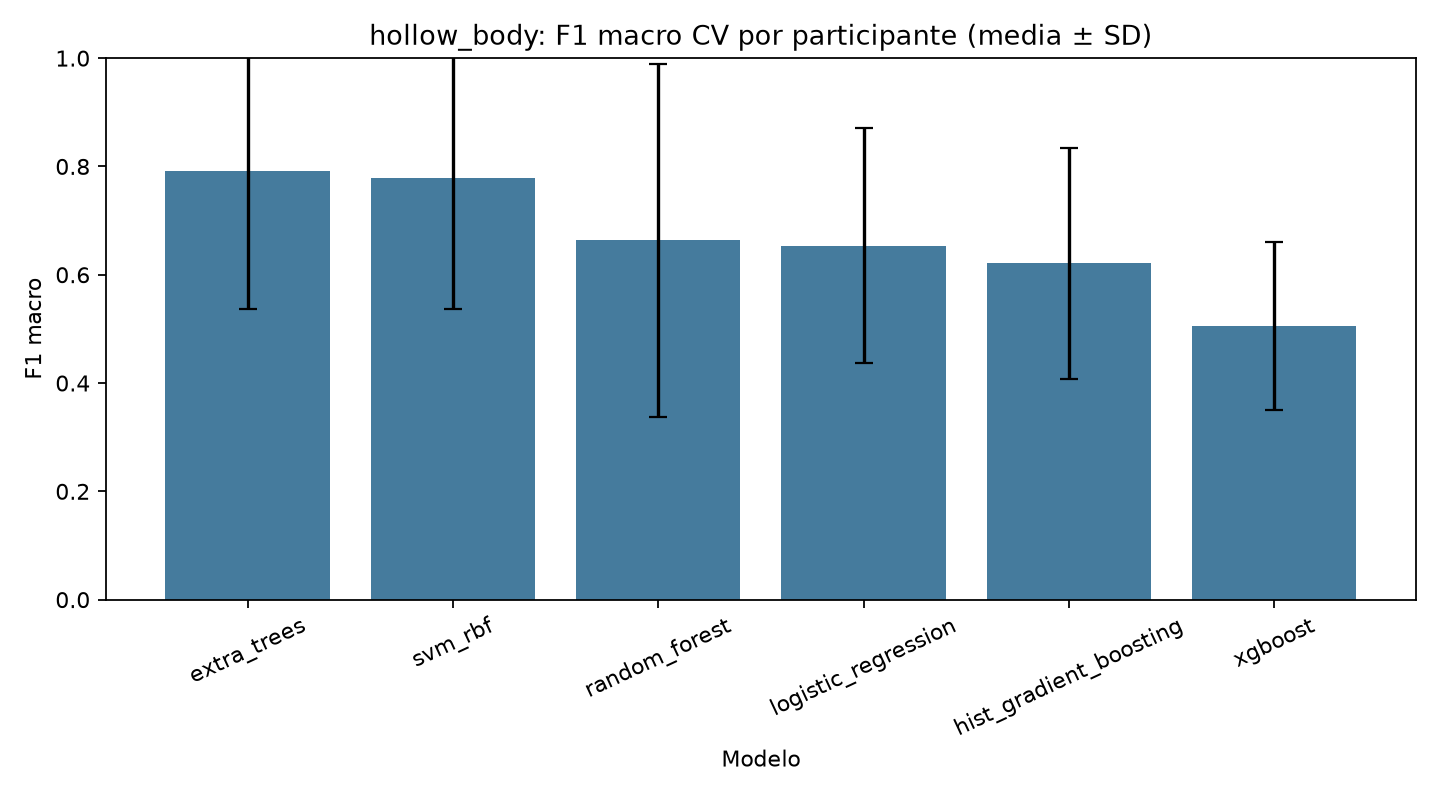 hollow_body: F1 macro CV por participante (media ± SD)
1.0
0.8
0.6
0.4
0.2
0.0
F1 macro
extra_trees
svm_rbf
random_forest
logistic_regression
hist_gradient_boosting
xgboost
Modelo